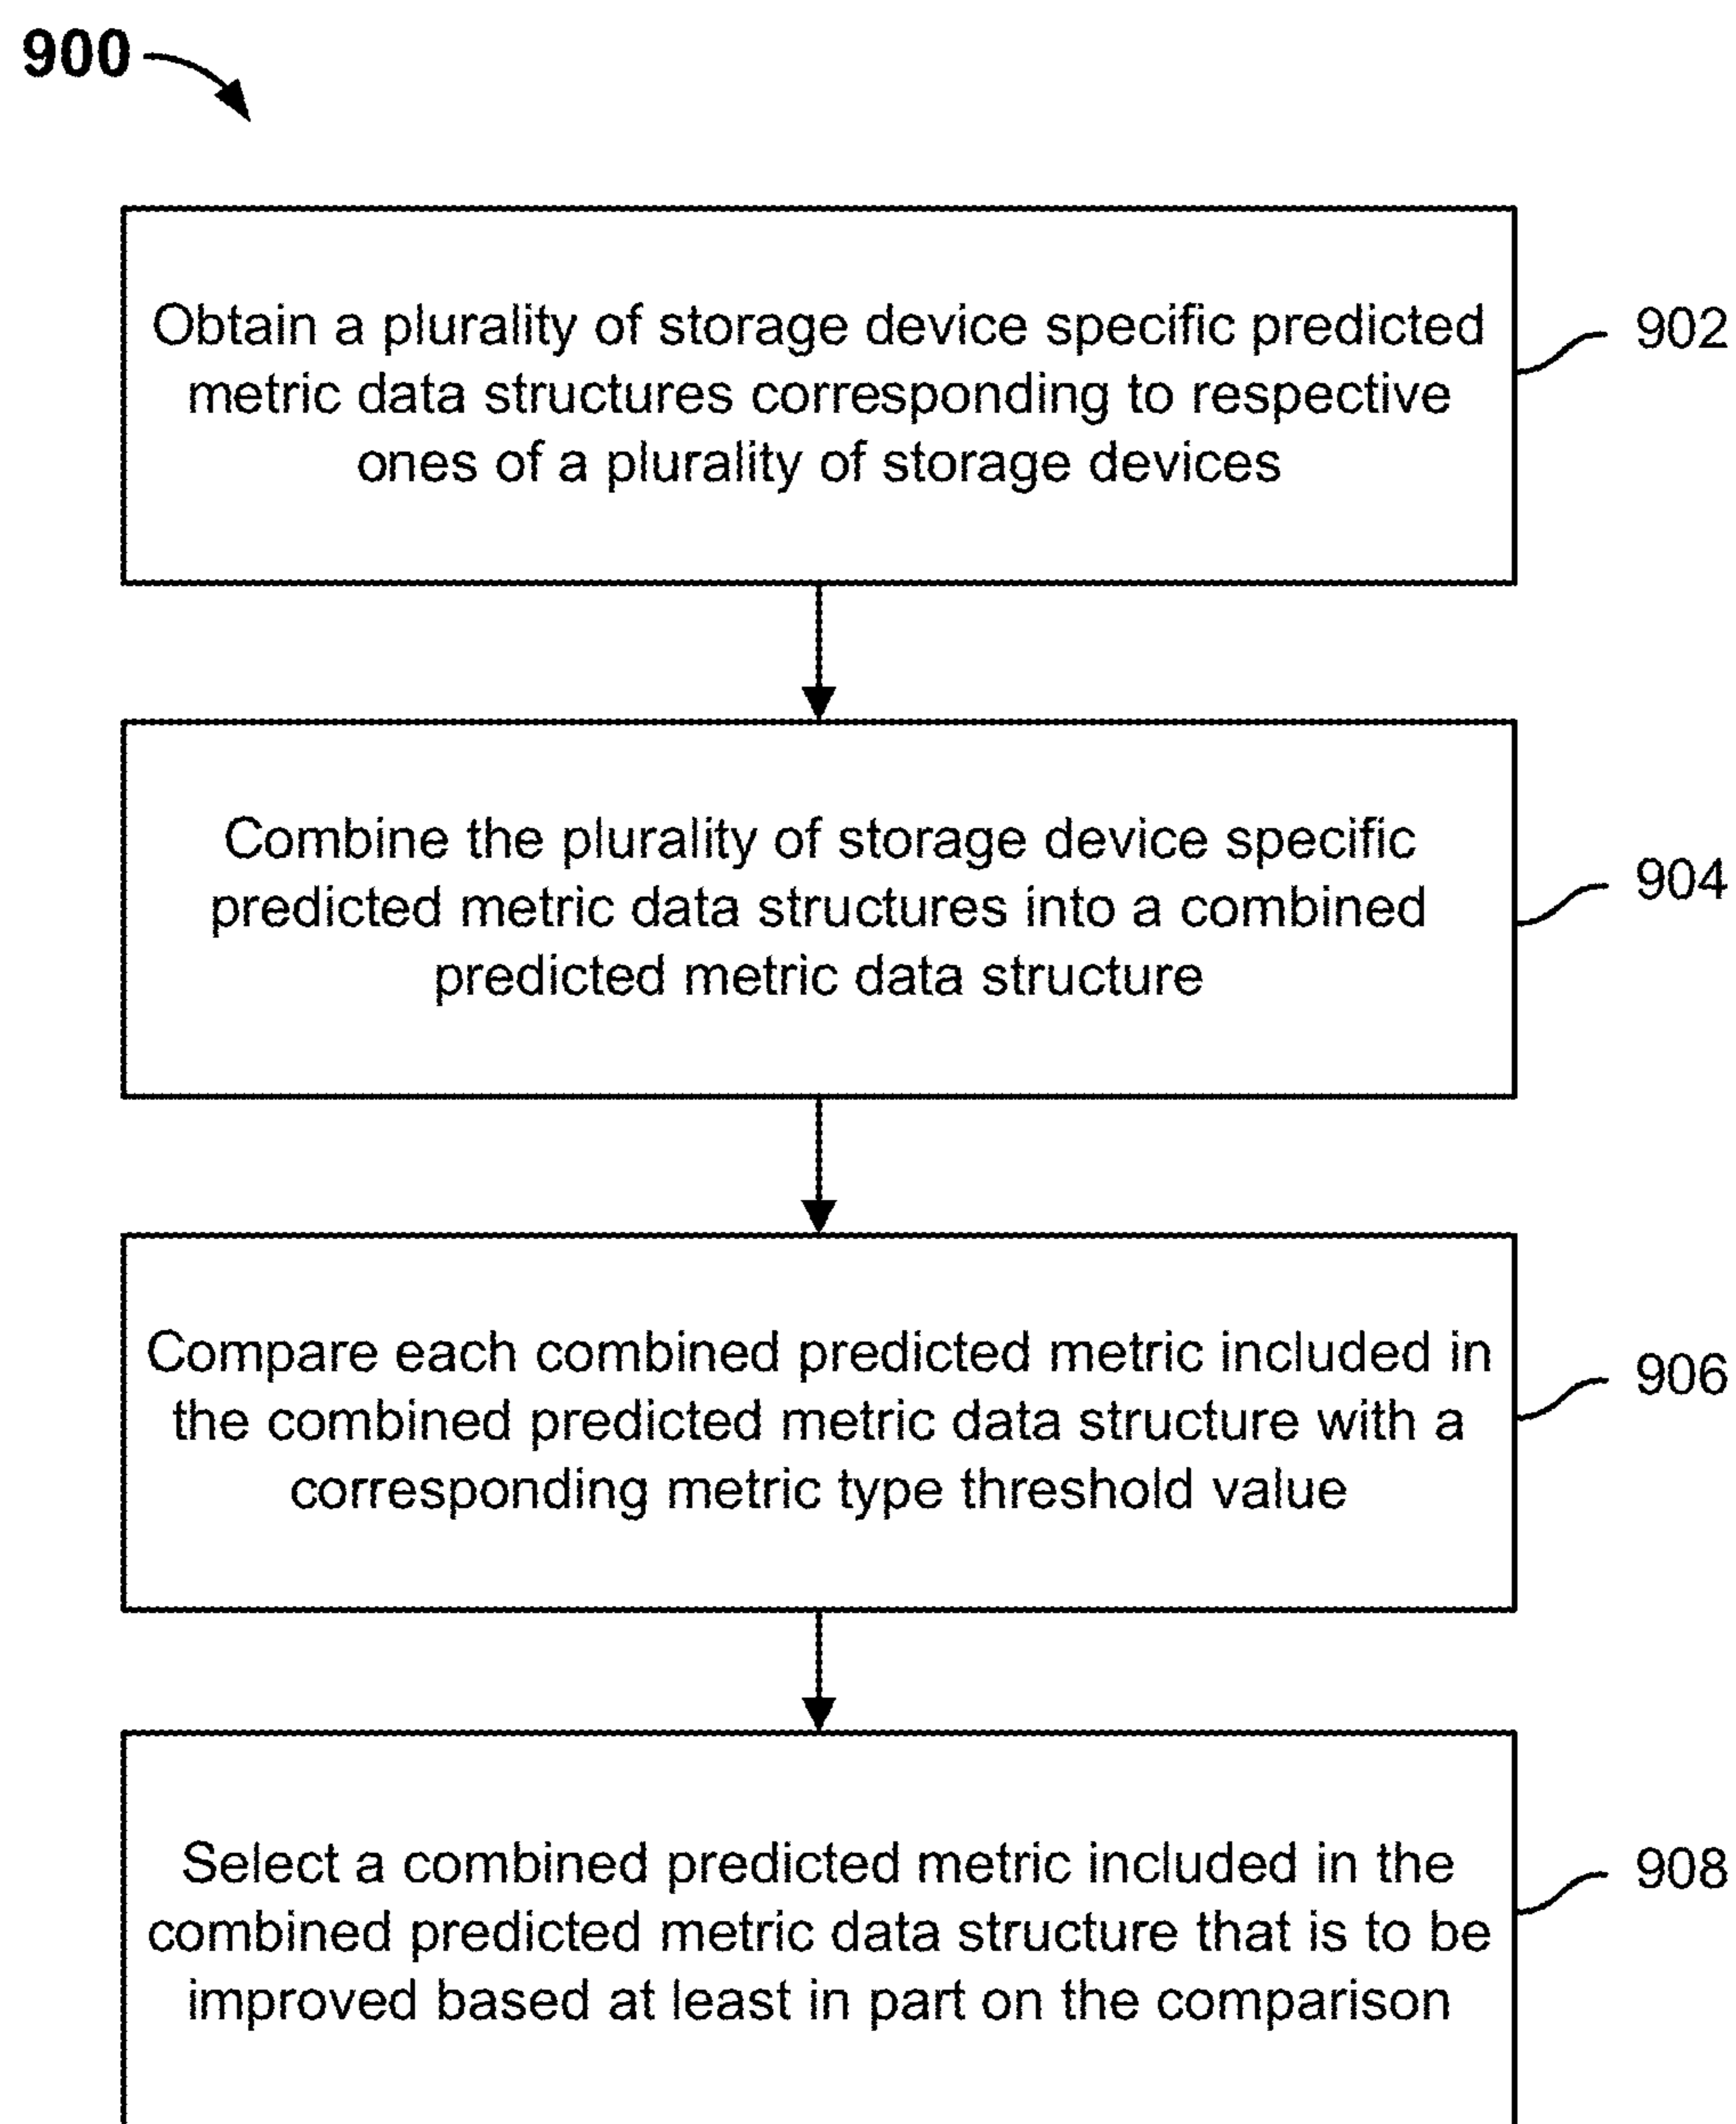 900
Obtain a plurality of storage device specific predicted
metric data structures corresponding to respective
ones of a plurality of storage devices
902
Combine the plurality of storage device specific
predicted metric data structures into a combined
predicted metric data structure
904
Compare each combined predicted metric included in
the combined predicted metric data structure with a
corresponding metric type threshold value
906
Select a combined predicted metric included in the
combined predicted metric data structure that is to be
improved based at least in part on the comparison
908